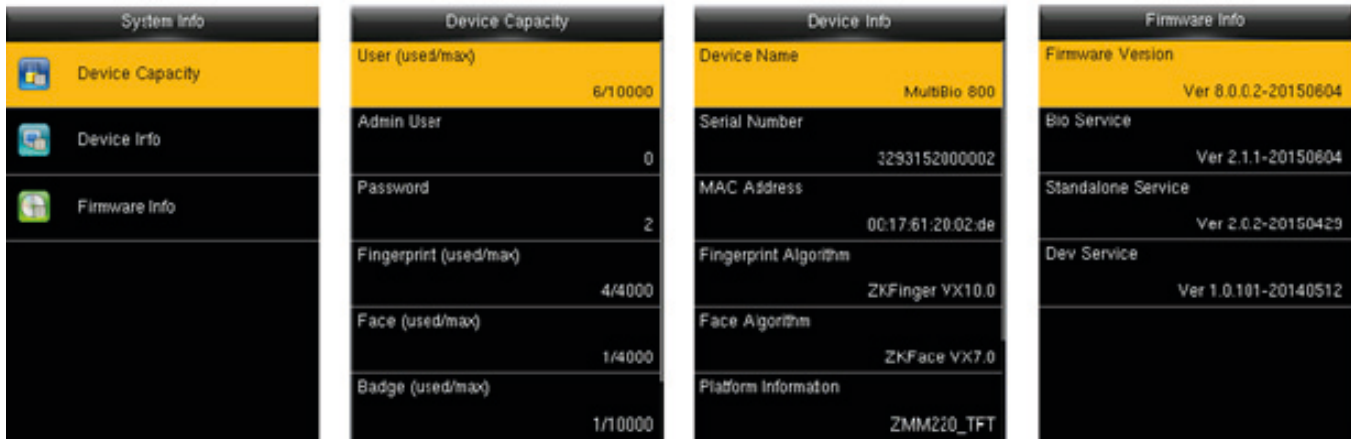 System Info
Device Capacity
Device Info
Firmware Info
Device Capacity
User (used/max)
6/10000
Admin User
0
Password
2
Fingerprint (used/max)
4/4000
Face (used/max)
1/4000
Badge (used/max)
1/10000
Device Info
Device Name
MultiBio 800
Serial Number
3293152000002
MAC Address
00:17:61:20:02:de
Fingerprint Algorithm
ZKFinger VX10.0
Face Algorithm
ZKFace VX7.0
Platform Information
ZMM220_TFT
Firmware Info
Firmware Version
Ver 8.0.0.2-20150604
Bio Service
Ver 2.1.1-20150604
Standalone Service
Ver 2.0.2-20150429
Dev Service
Ver 1.0.101-20140512